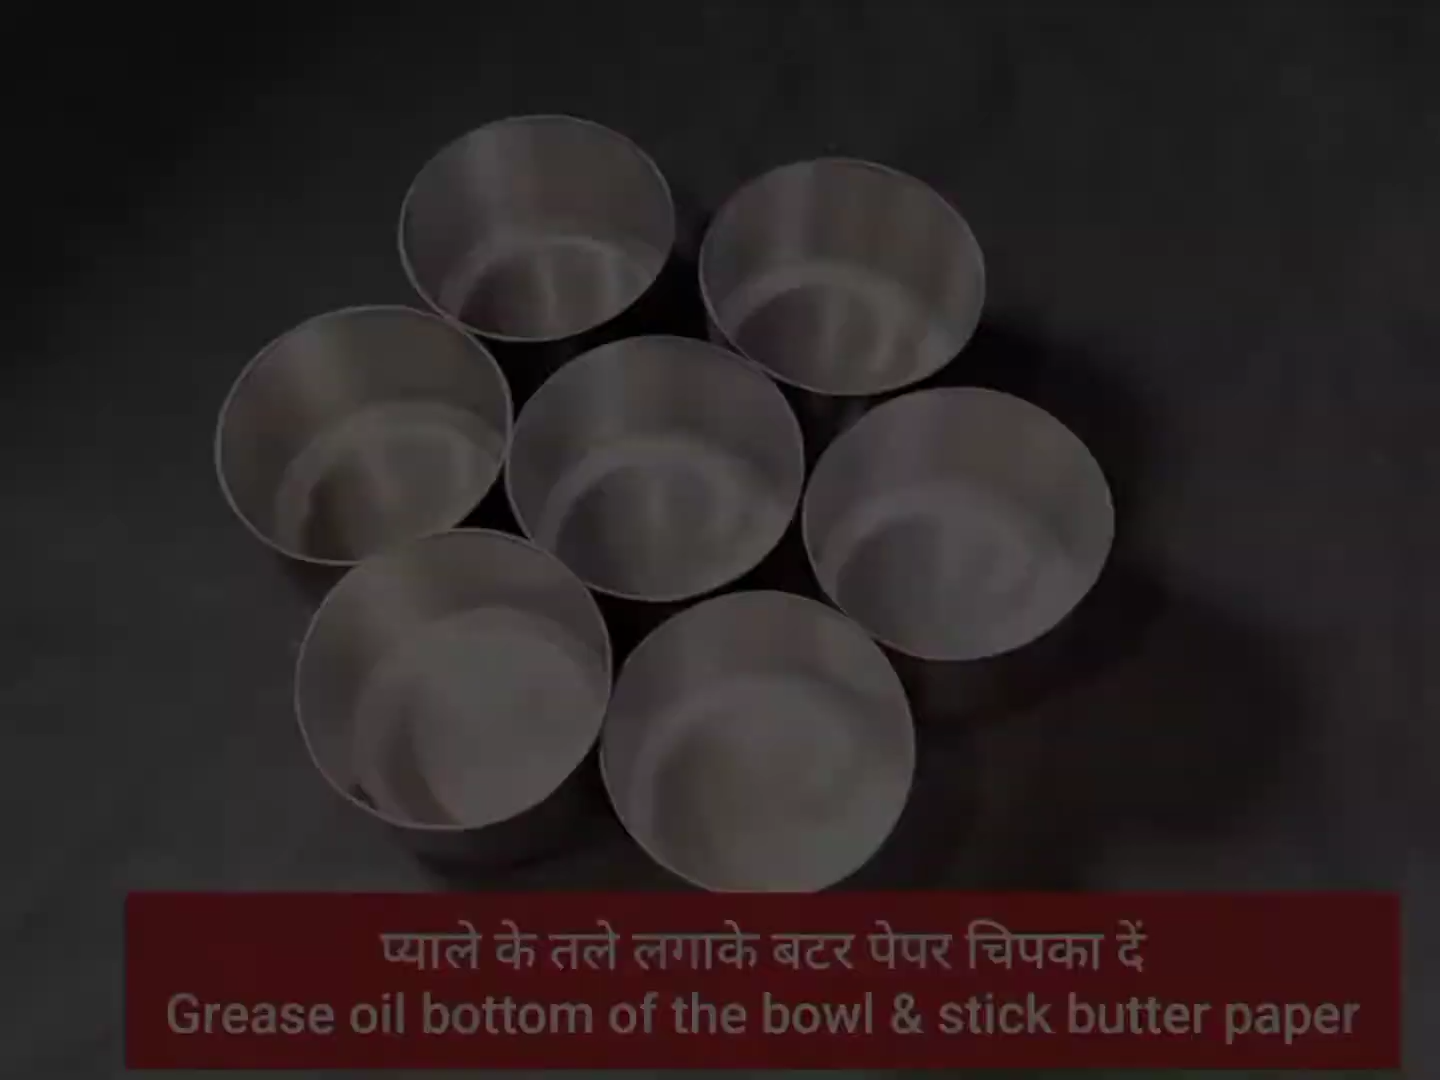 प्याले के तले लगाके बटर पेपर चिपका दें
Grease oil bottom of the bowl & stick butter paper